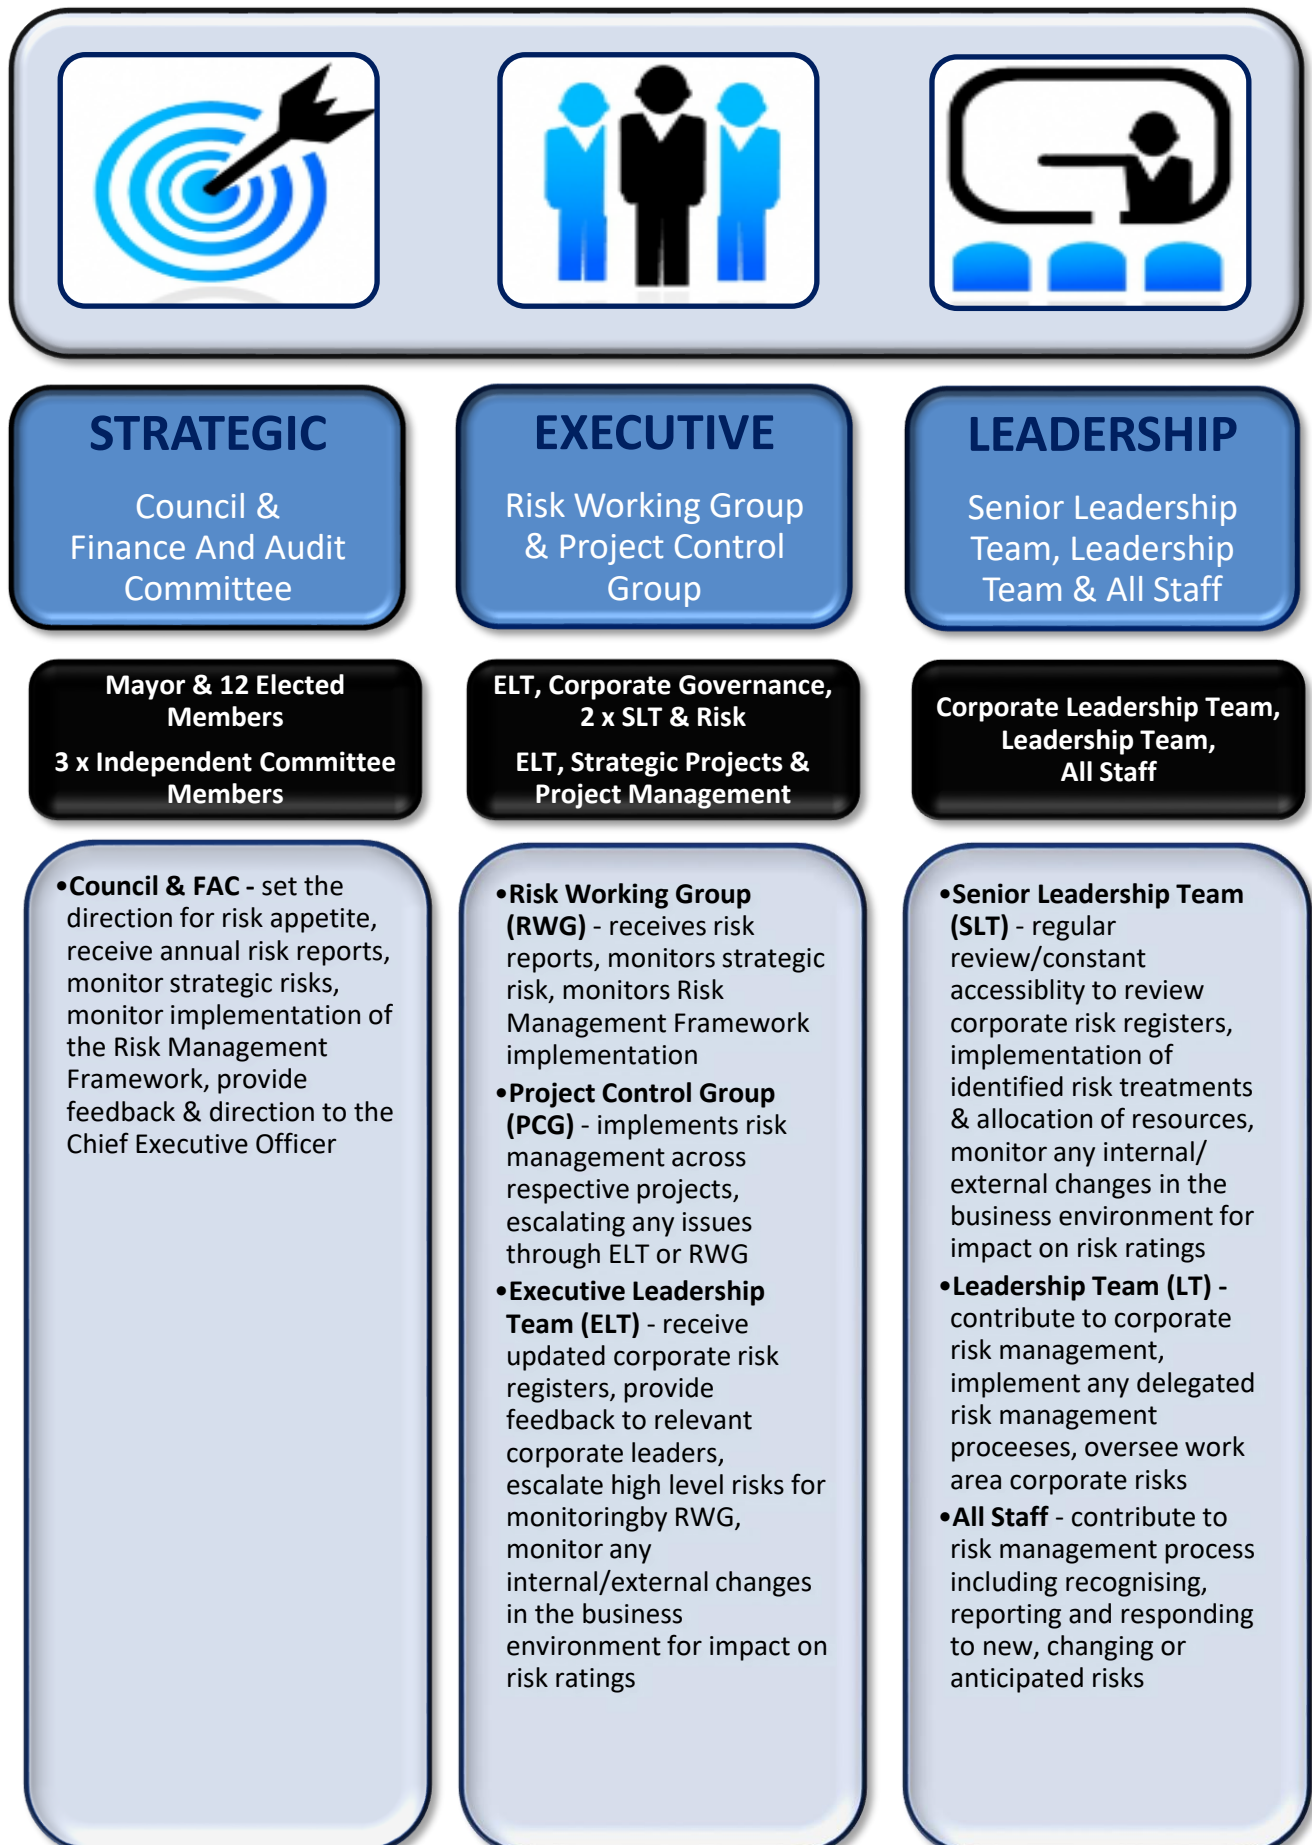 STRATEGIC
Council &
Finance And Audit
Committee
Mayor & 12 Elected
Members
3 x Independent Committee
Members
•Council & FAC - set the
direction for risk appetite,
receive annual risk reports,
monitor strategic risks,
monitor implementation of
the Risk Management
Framework, provide
feedback & direction to the
Chief Executive Officer
EXECUTIVE
Risk Working Group
& Project Control
Group
ELT, Corporate Governance,
2 x SLT & Risk
ELT, Strategic Projects &
Project Management
•Risk Working Group
(RWG) - receives risk
reports, monitors strategic
risk, monitors Risk
Management Framework
implementation
•Project Control Group
(PCG) - implements risk
management across
respective projects,
escalating any issues
through ELT or RWG
•Executive Leadership
Team (ELT) - receive
updated corporate risk
registers, provide
feedback to relevant
corporate leaders,
escalate high level risks for
monitoringby RWG,
monitor any
internal/external changes
in the business
environment for impact on
risk ratings
LEADERSHIP
Senior Leadership
Team, Leadership
Team & All Staff
Corporate Leadership Team,
Leadership Team,
All Staff
•Senior Leadership Team
(SLT) - regular
review/constant
accessiblity to review
corporate risk registers,
implementation of
identified risk treatments
& allocation of resources,
monitor any internal/
external changes in the
business environment for
impact on risk ratings
•Leadership Team (LT) -
contribute to corporate
risk management,
implement any delegated
risk management
proceeses, oversee work
area corporate risks
•All Staff - contribute to
risk management process
including recognising,
reporting and responding
to new, changing or
anticipated risks